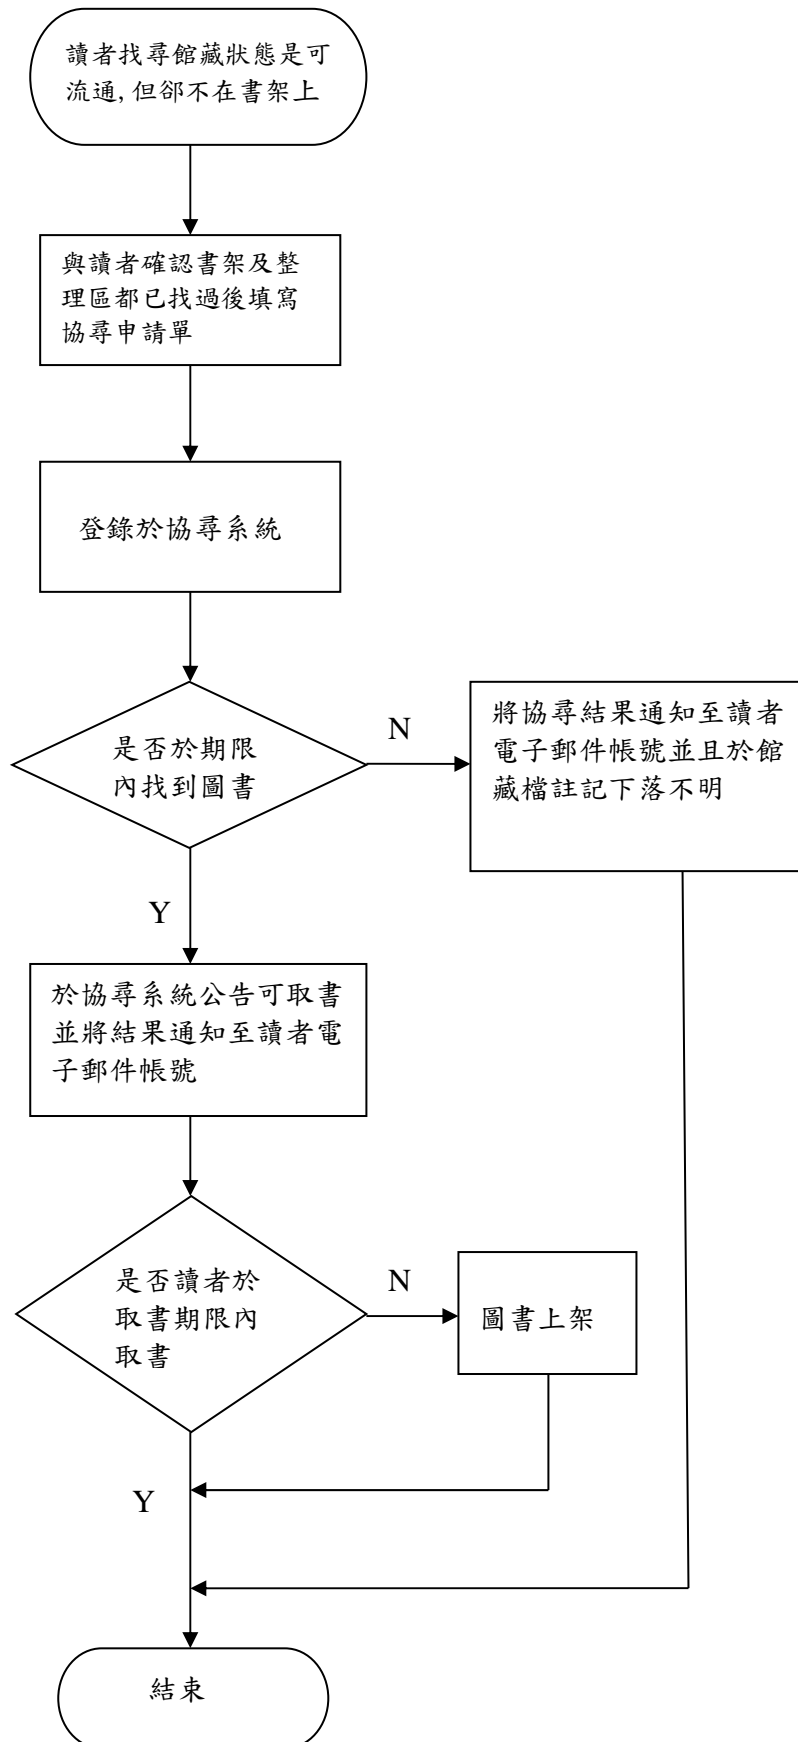 讀者找尋館藏狀態是可
流通,但卻不在書架上
與讀者確認書架及整
理區都已找過後填寫
協尋申請單
登錄於協尋系統
是否於期限
內找到圖書
N
將協尋結果通知至讀者
電子郵件帳號並且於館
藏檔註記下落不明
Y
於協尋系統公告可取書
並將結果通知至讀者電
子郵件帳號
是否讀者於
取書期限內
取書
N
圖書上架
Y
結束